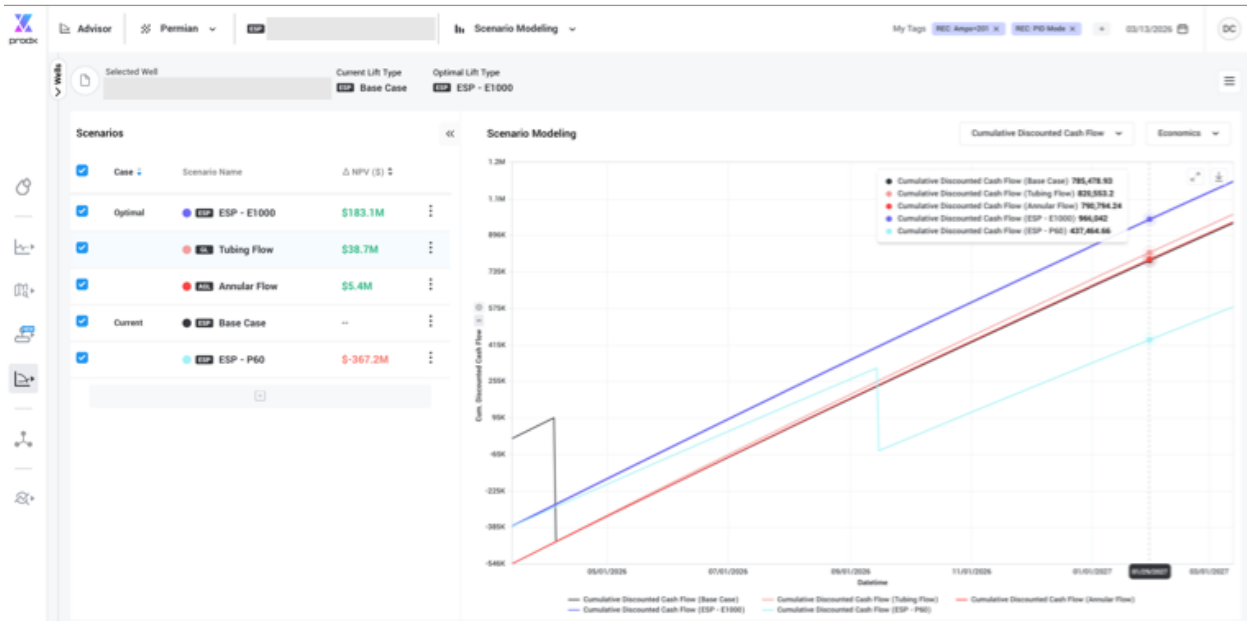 prodx
Advisor
Permian
ESP
Scenario Modeling
My Tags
REC: Amps<201 ×
REC: PID Mode ×
+
03/13/2026
DC
Wells
Selected Well
Current Lift Type
ESP Base Case
Optimal Lift Type
ESP ESP - E1000
Scenarios
Case
Scenario Name
Δ NPV ($)
Optimal ESP ESP - E1000 $183.1M
GL Tubing Flow $38.7M
AGL Annular Flow $5.4M
Current ESP Base Case --
ESP ESP - P60 $-367.2M
Scenario Modeling
Cumulative Discounted Cash Flow
Economics
Cumulative Discounted Cash Flow (Base Case) 785,478.93
Cumulative Discounted Cash Flow (Tubing Flow) 820,553.2
Cumulative Discounted Cash Flow (Annular Flow) 790,794.24
Cumulative Discounted Cash Flow (ESP - E1000) 966,042
Cumulative Discounted Cash Flow (ESP - P60) 437,464.66
1.2M
1.1M
896K
735K
575K
415K
255K
95K
-65K
-225K
-385K
-546K
Cum. Discounted Cash Flow
05/01/2026
07/01/2026
09/01/2026
11/01/2026
01/01/2027
01/29/2027
03/01/2027
Datetime
Cumulative Discounted Cash Flow (Base Case)
Cumulative Discounted Cash Flow (Tubing Flow)
Cumulative Discounted Cash Flow (Annular Flow)
Cumulative Discounted Cash Flow (ESP - E1000)
Cumulative Discounted Cash Flow (ESP - P60)